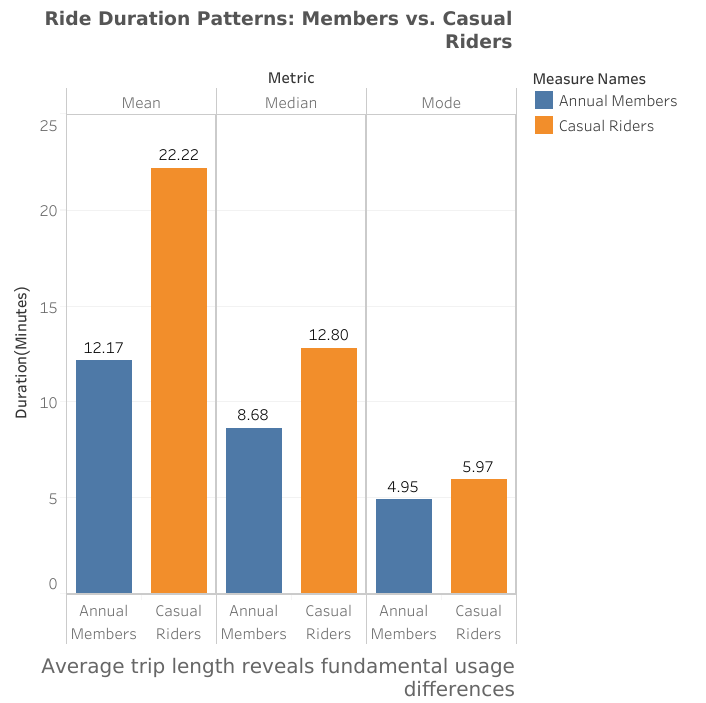 Ride Duration Patterns: Members vs. Casual
Riders
Metric
Mean
Median
Mode
Measure Names
Annual Members
Casual Riders
Duration(Minutes)
25
20
15
10
5
0
12.17
22.22
8.68
12.80
4.95
5.97
Annual
Members
Casual
Riders
Annual
Members
Casual
Riders
Annual
Members
Casual
Riders
Average trip length reveals fundamental usage
differences